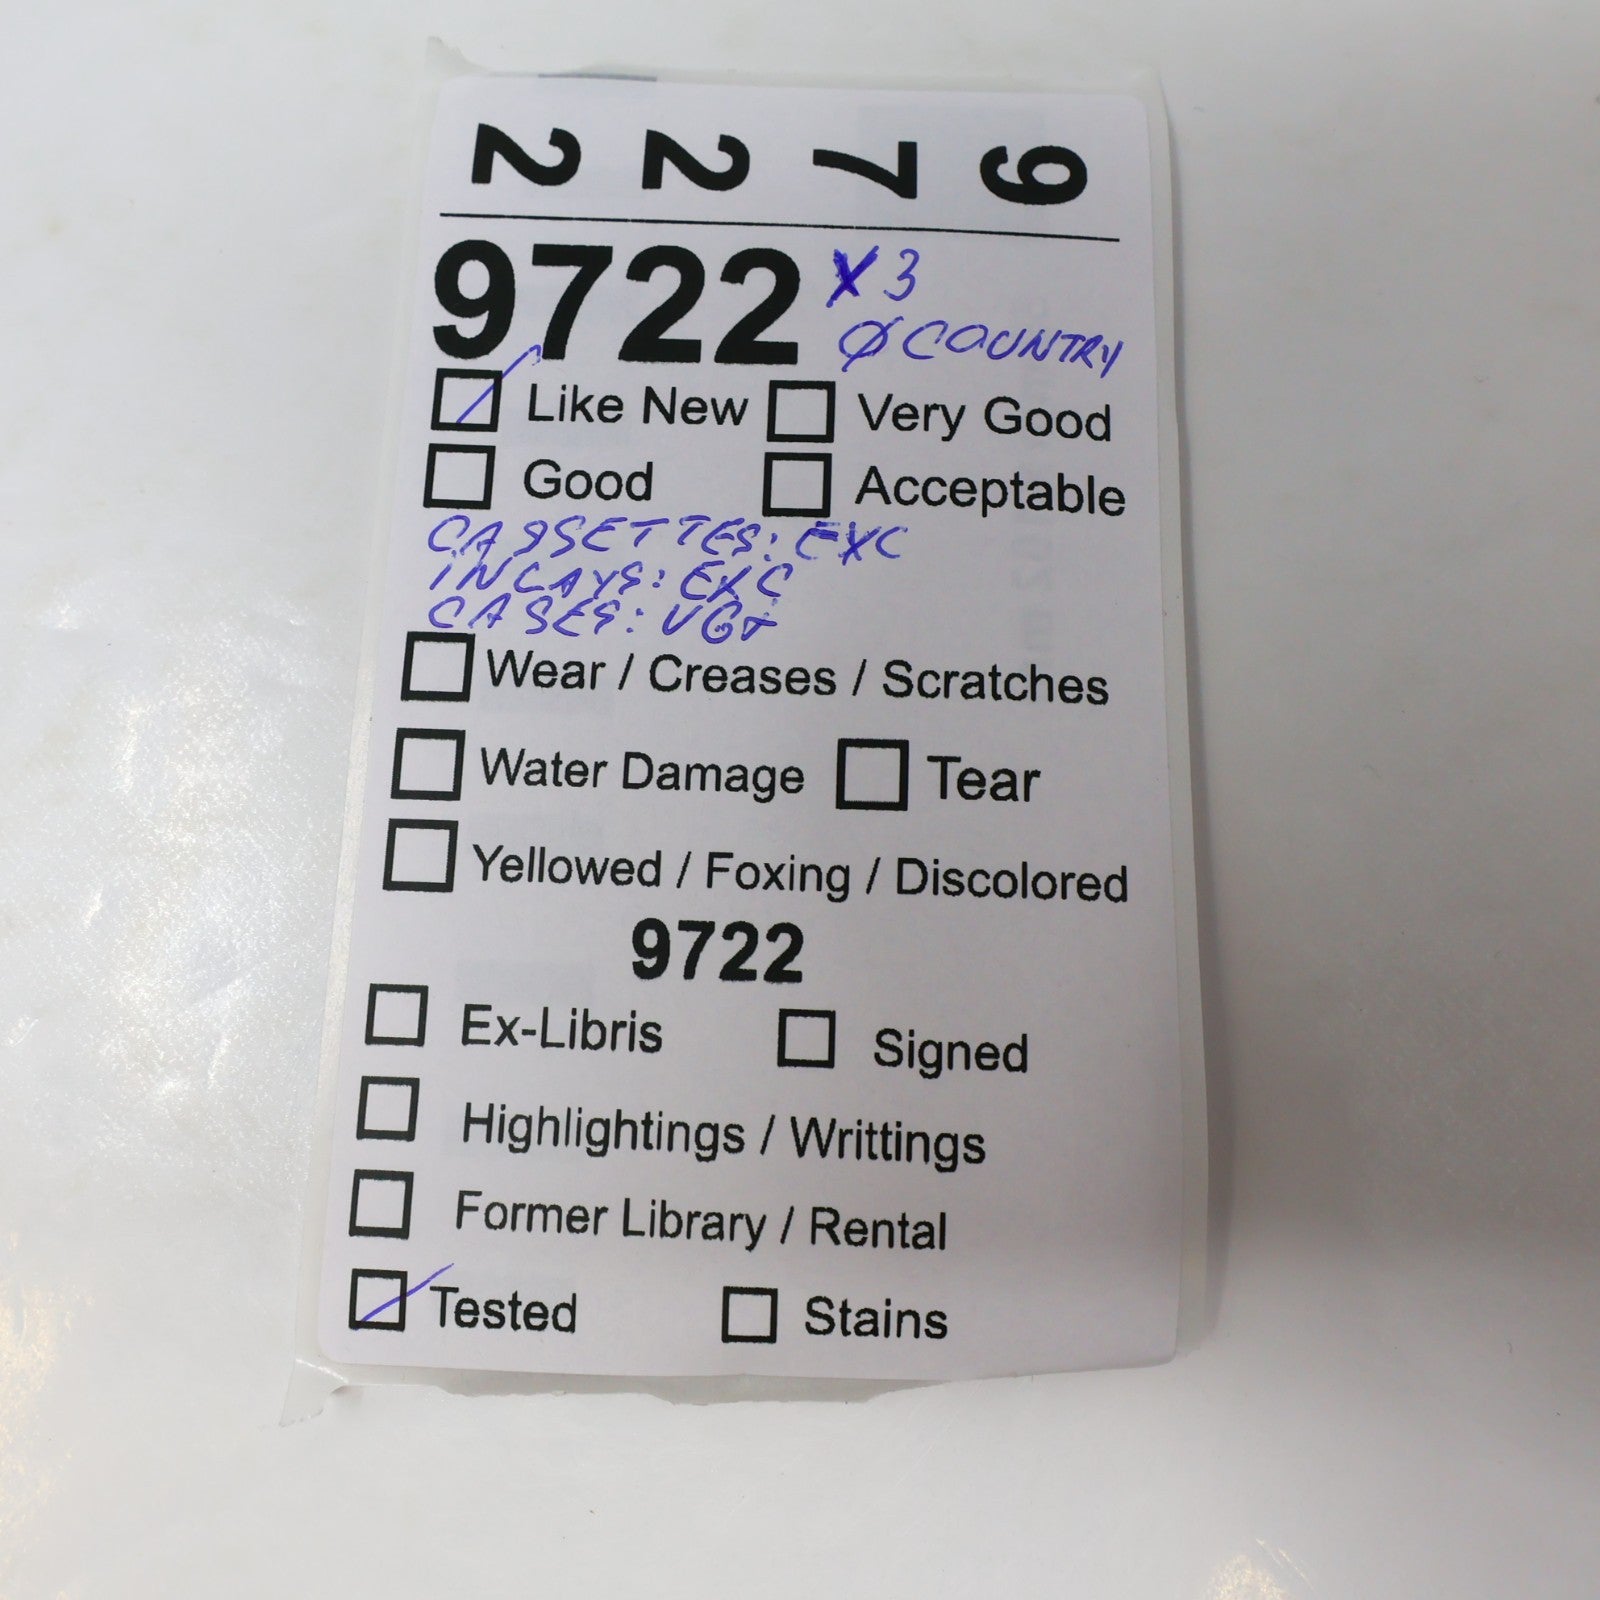 9 7 2 2
9722 X3
Ø COUNTRY
Like New Very Good
Good Acceptable
CASSETTES: EXC
INLAYS: EXC
CASES: VG+
Wear / Creases / Scratches
Water Damage Tear
Yellowed / Foxing / Discolored
9722
Ex-Libris Signed
Highlightings / Writtings
Former Library / Rental
Tested Stains